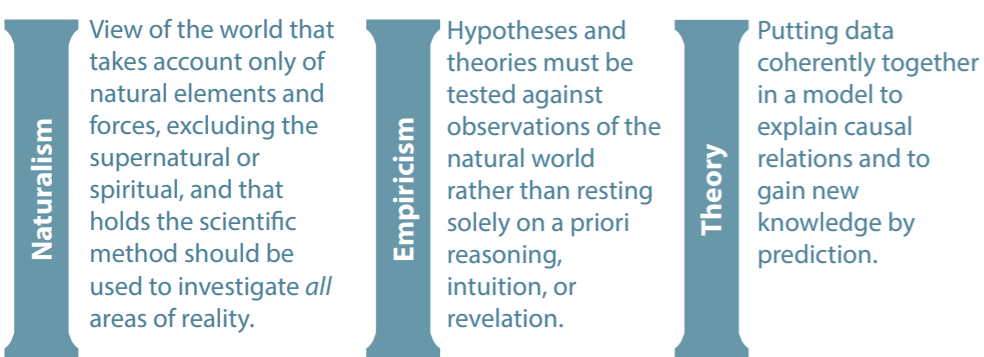 Naturalism
View of the world that
takes account only of
natural elements and
forces, excluding the
supernatural or
spiritual, and that
holds the scientific
method should be
used to investigate all
areas of reality.
Empiricism
Hypotheses and
theories must be
tested against
observations of the
natural world
rather than resting
solely on a priori
reasoning,
intuition, or
revelation.
Theory
Putting data
coherently together
in a model to
explain causal
relations and to
gain new
knowledge by
prediction.